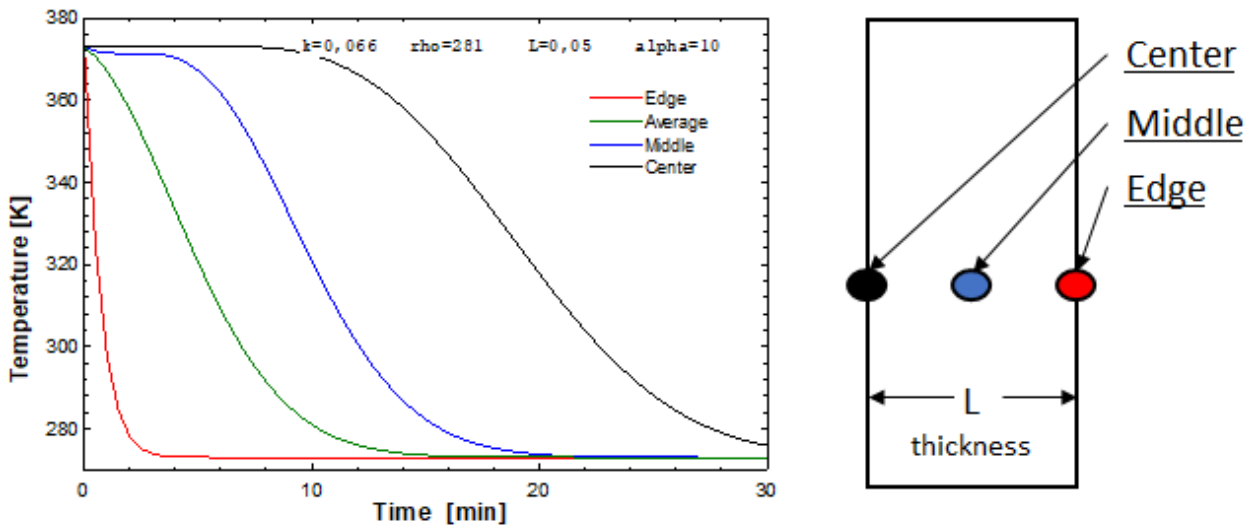 380
360
340
320
300
280
Temperature [K]
k=0,066 rho=281 L=0,05 alpha=10
Edge
Average
Middle
Center
0
10
20
30
Time [min]
Center
Middle
Edge
L
thickness